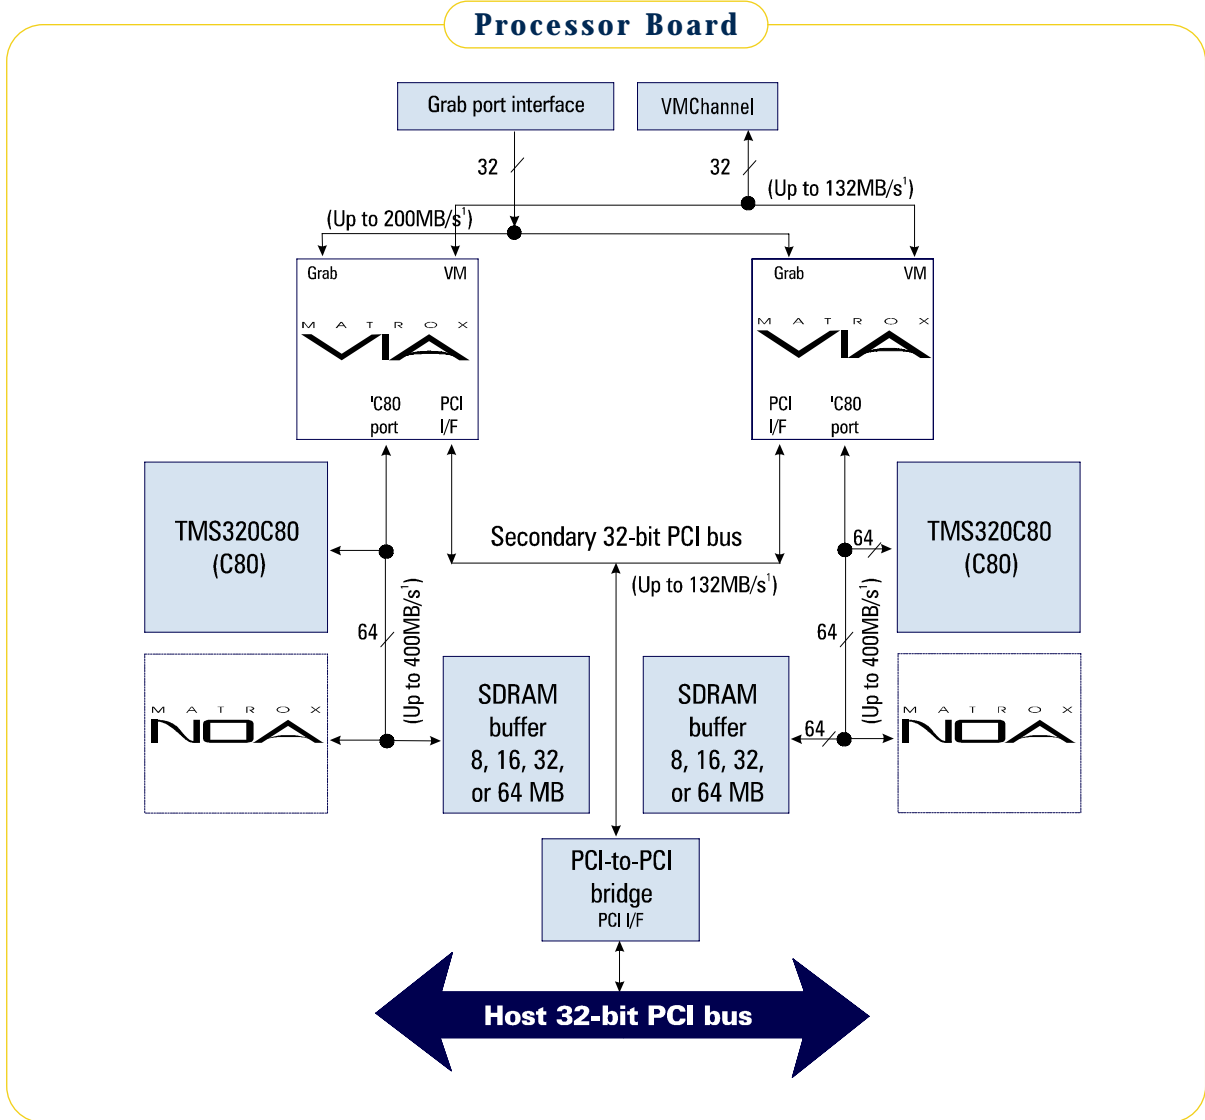 Processor Board
Grab port interface
VMChannel
32
32
(Up to 132MB/s¹)
(Up to 200MB/s¹)
Grab
VM
Grab
VM
MATROX
VIA
MATROX
VIA
'C80
port
PCI
I/F
PCI
I/F
'C80
port
TMS320C80
(C80)
Secondary 32-bit PCI bus
(Up to 132MB/s¹)
64
TMS320C80
(C80)
64
(Up to 400MB/s¹)
64
(Up to 400MB/s¹)
MATROX
NOA
SDRAM
buffer
8, 16, 32,
or 64 MB
SDRAM
buffer
8, 16, 32,
or 64 MB
64
MATROX
NOA
PCI-to-PCI
bridge
PCI I/F
Host 32-bit PCI bus